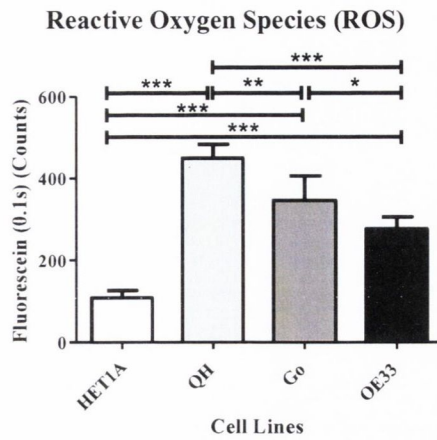 Reactive Oxygen Species (ROS)
***
*** ** *
***
***
600
400
200
0
Fluorescein (0.1s) (Counts)
HET1A
QH
Go
OE33
Cell Lines